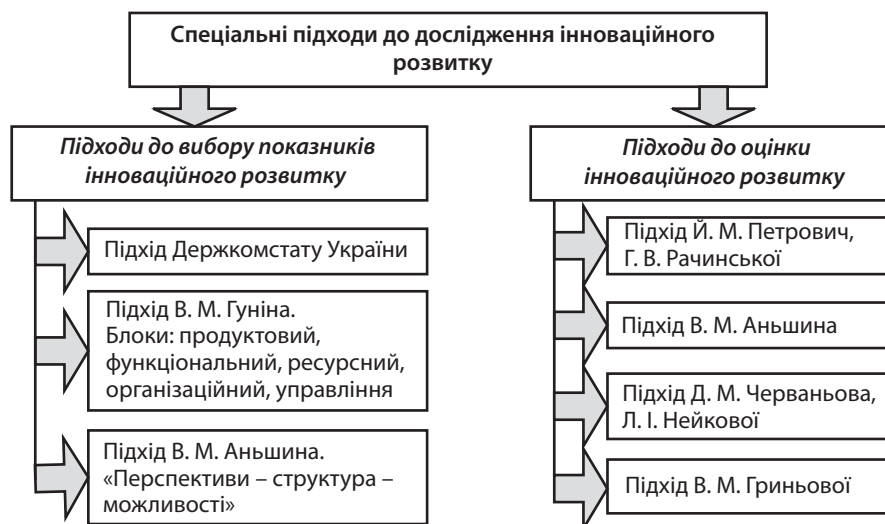 Спеціальні підходи до дослідження інноваційного
розвитку
Підходи до вибору показників
інноваційного розвитку
Підхід Держкомстату України
Підхід В. М. Гуніна.
Блоки: продуктовий,
функціональний, ресурсний,
організаційний, управління
Підхід В. М. Аньшина.
«Перспективи – структура –
можливості»
Підходи до оцінки
інноваційного розвитку
Підхід Й. М. Петрович,
Г. В. Рачинської
Підхід В. М. Аньшина
Підхід Д. М. Черваньова,
Л. І. Нейкової
Підхід В. М. Гриньової